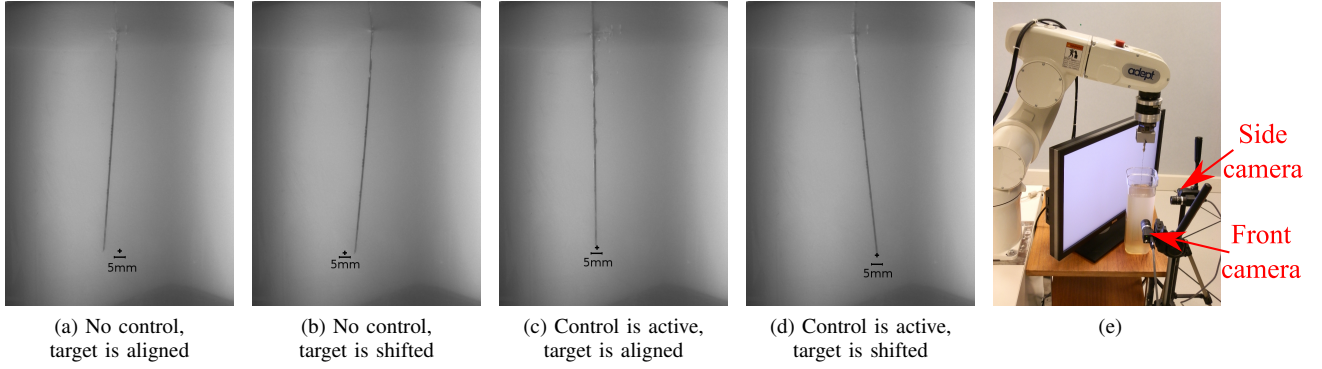 5mm
5mm
5mm
5mm
adept
Side
camera
Front
camera
(a) No control,
target is aligned
(b) No control,
target is shifted
(c) Control is active,
target is aligned
(d) Control is active,
target is shifted
(e)